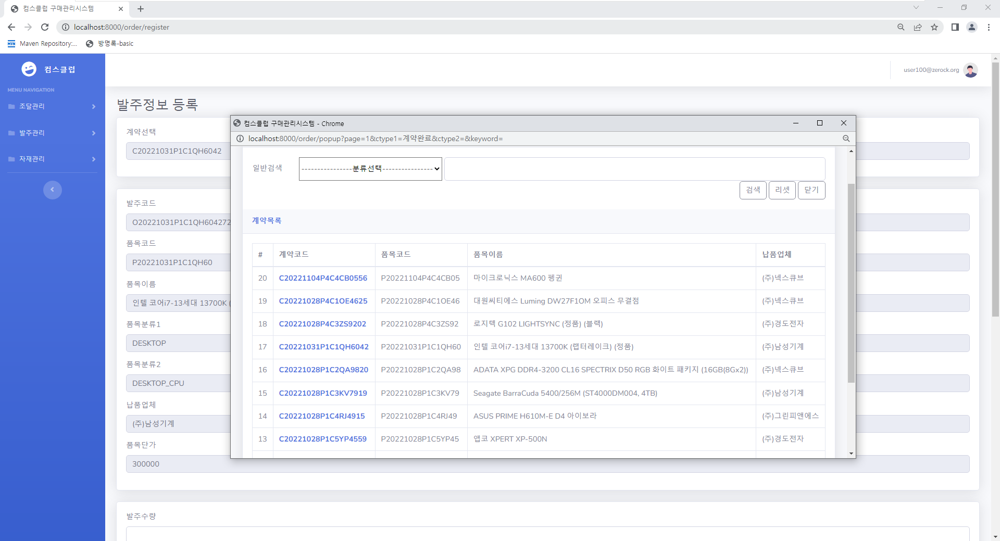 컴스클럽 구매관리시스템
localhost:8000/order/register
Maven Repository:...
방명록-basic
컴스클럽
MENU NAVIGATION
조달관리
발주관리
자재관리
user100@zerock.org
발주정보 등록
계약선택
C20221031P1C1QH6042
발주코드
O20221031P1C1QH604272
품목코드
P20221031P1C1QH60
품목이름
인텔 코어i7-13세대 13700K (
품목분류1
DESKTOP
품목분류2
DESKTOP_CPU
납품업체
(주)남성기계
품목단가
300000
발주수량
컴스클럽 구매관리시스템 - Chrome
localhost:8000/order/popup?page=1&ctype1=계약완료&ctype2=&keyword=
일반검색 ----------------분류선택----------------
검색 리셋 닫기
계약목록
# 계약코드 품목코드 품목이름 납품업체
20 C20221104P4C4CB0556 P20221104P4C4CB05 마이크로닉스 MA600 펭귄 (주)넥스큐브
19 C20221028P4C1OE4625 P20221028P4C1OE46 대원씨티에스 Luming DW27F1OM 오피스 무결점 (주)넥스큐브
18 C20221028P4C3ZS9202 P20221028P4C3ZS92 로지텍 G102 LIGHTSYNC (정품) (블랙) (주)경도전자
17 C20221031P1C1QH6042 P20221031P1C1QH60 인텔 코어i7-13세대 13700K (랩터레이크) (정품) (주)남성기계
16 C20221028P1C2QA9820 P20221028P1C2QA98 ADATA XPG DDR4-3200 CL16 SPECTRIX D50 RGB 화이트 패키지 (16GB(8Gx2)) (주)넥스큐브
15 C20221028P1C3KV7919 P20221028P1C3KV79 Seagate BarraCuda 5400/256M (ST4000DM004, 4TB) (주)남성기계
14 C20221028P1C4RJ4915 P20221028P1C4RJ49 ASUS PRIME H610M-E D4 아이보라 (주)그린피앤에스
13 C20221028P1C5YP4559 P20221028P1C5YP45 앱코 XPERT XP-500N (주)경도전자